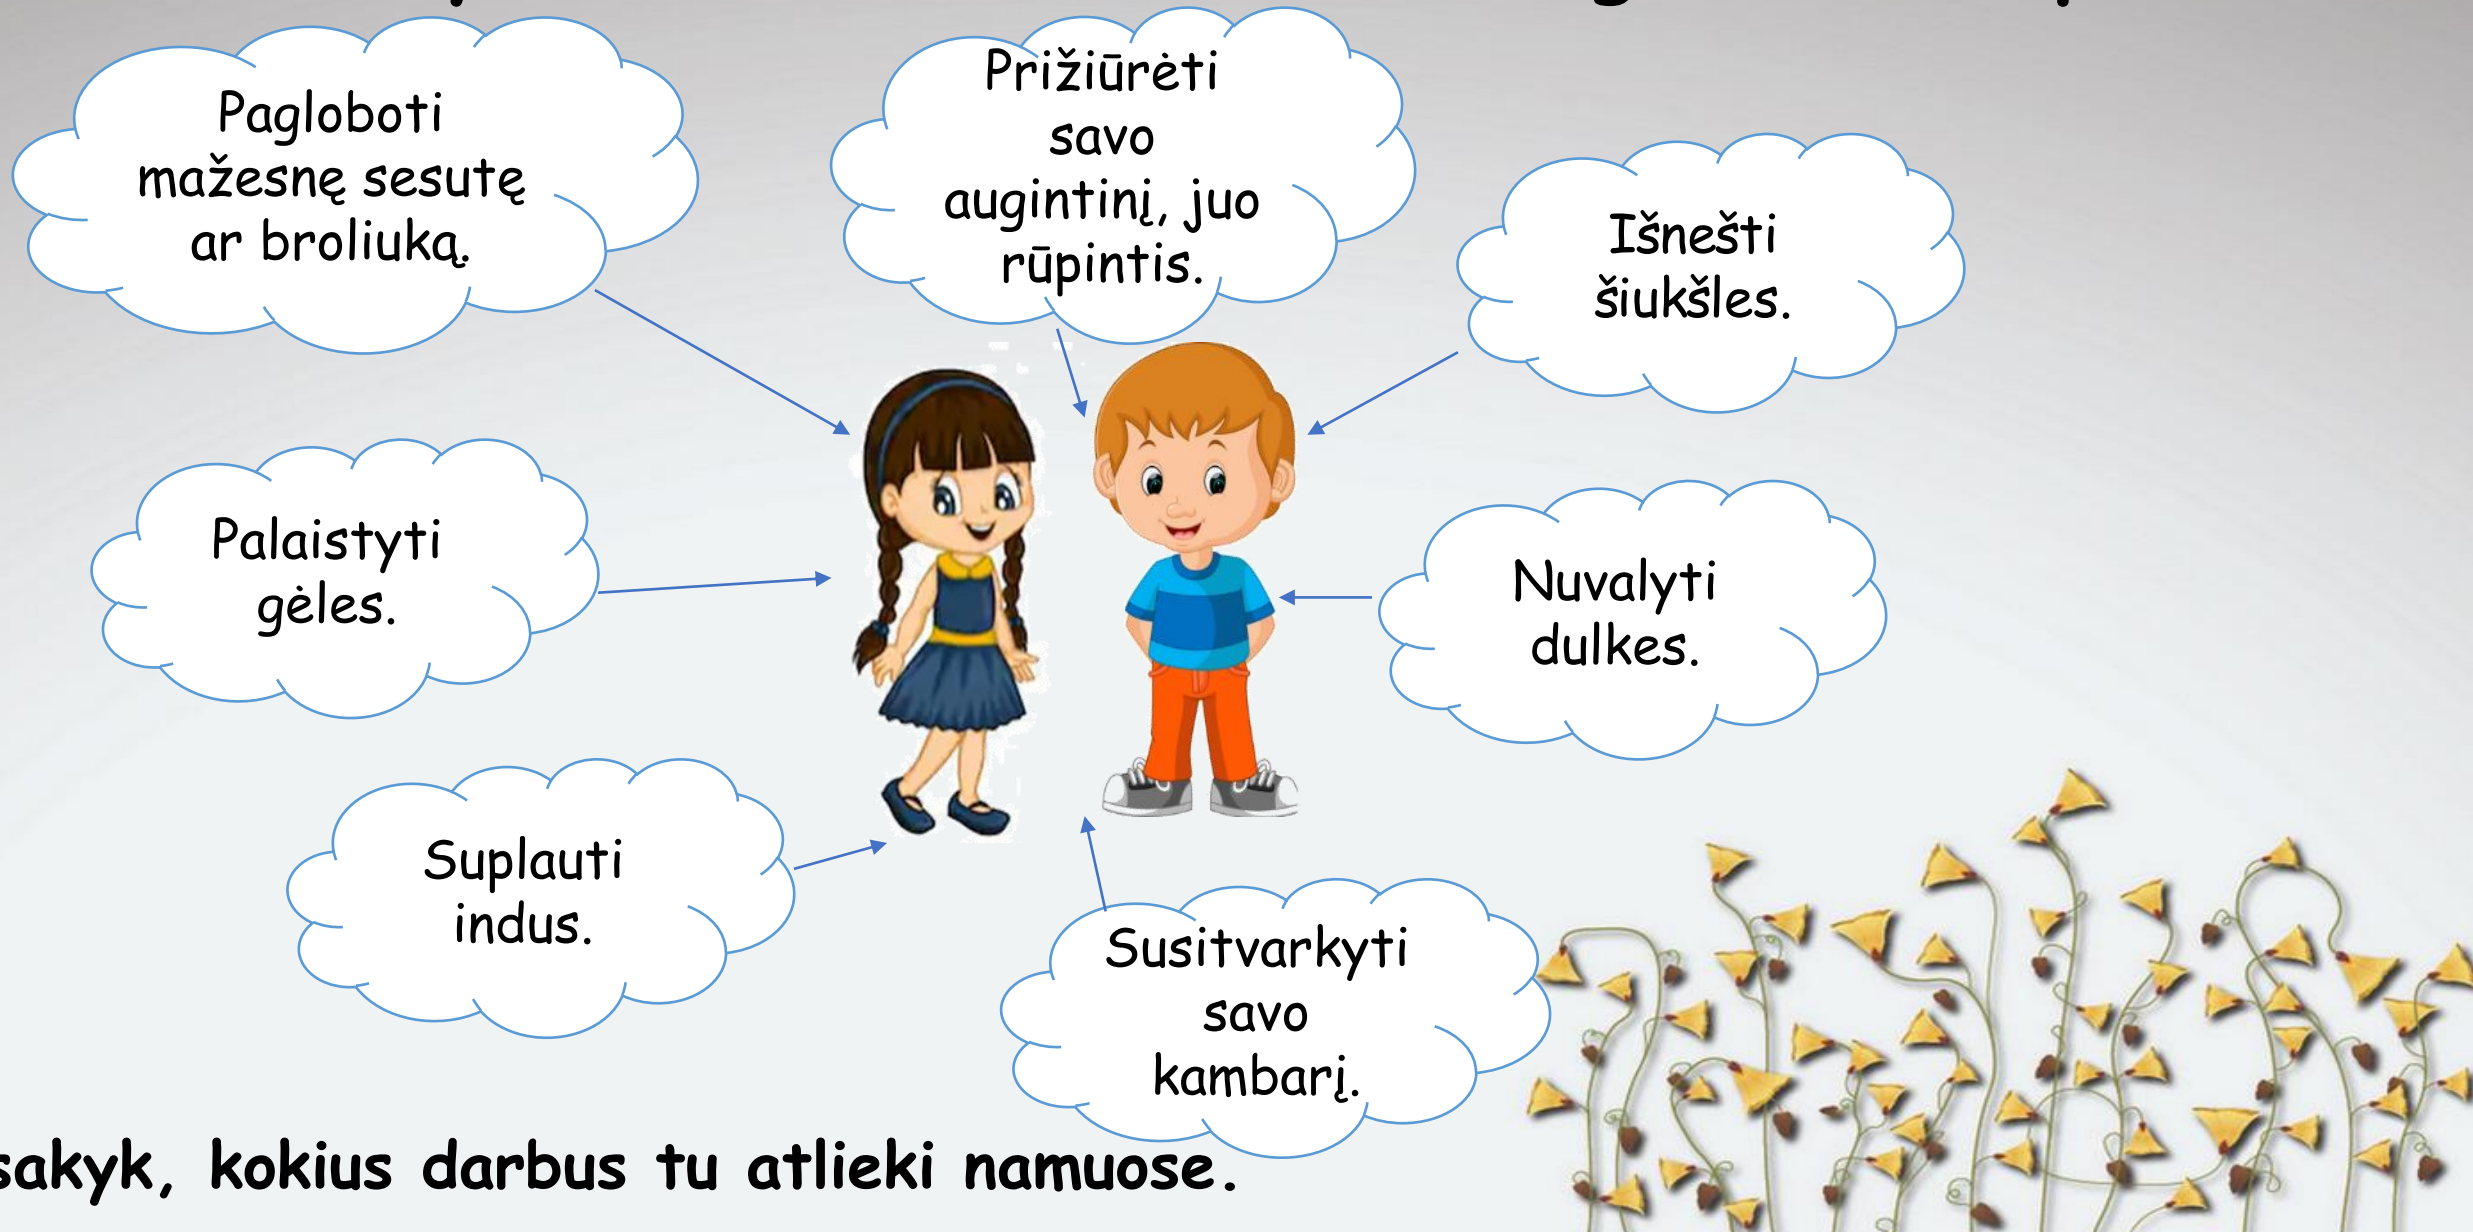 Pagloboti
mažesnę sesutę
ar broliuką.
Prižiūrėti
savo
augintinį, juo
rūpintis.
Išnešti
šiukšles.
Palaistyti
gėles.
Nuvalyti
dulkes.
Suplauti
indus.
Susitvarkyti
savo
kambarį.
sakyk, kokius darbus tu atlieki namuose.